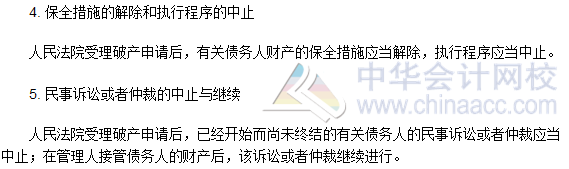 4. 保全措施的解除和执行程序的中止
人民法院受理破产申请后，有关债务人财产的保全措施应当解除，执行程序应当中止。
中华会计网校
www.chinaacc.com
5. 民事诉讼或者仲裁的中止与继续
人民法院受理破产申请后，已经开始而尚未终结的有关债务人的民事诉讼或者仲裁应当
中止；在管理人接管债务人的财产后，该诉讼或者仲裁继续进行。